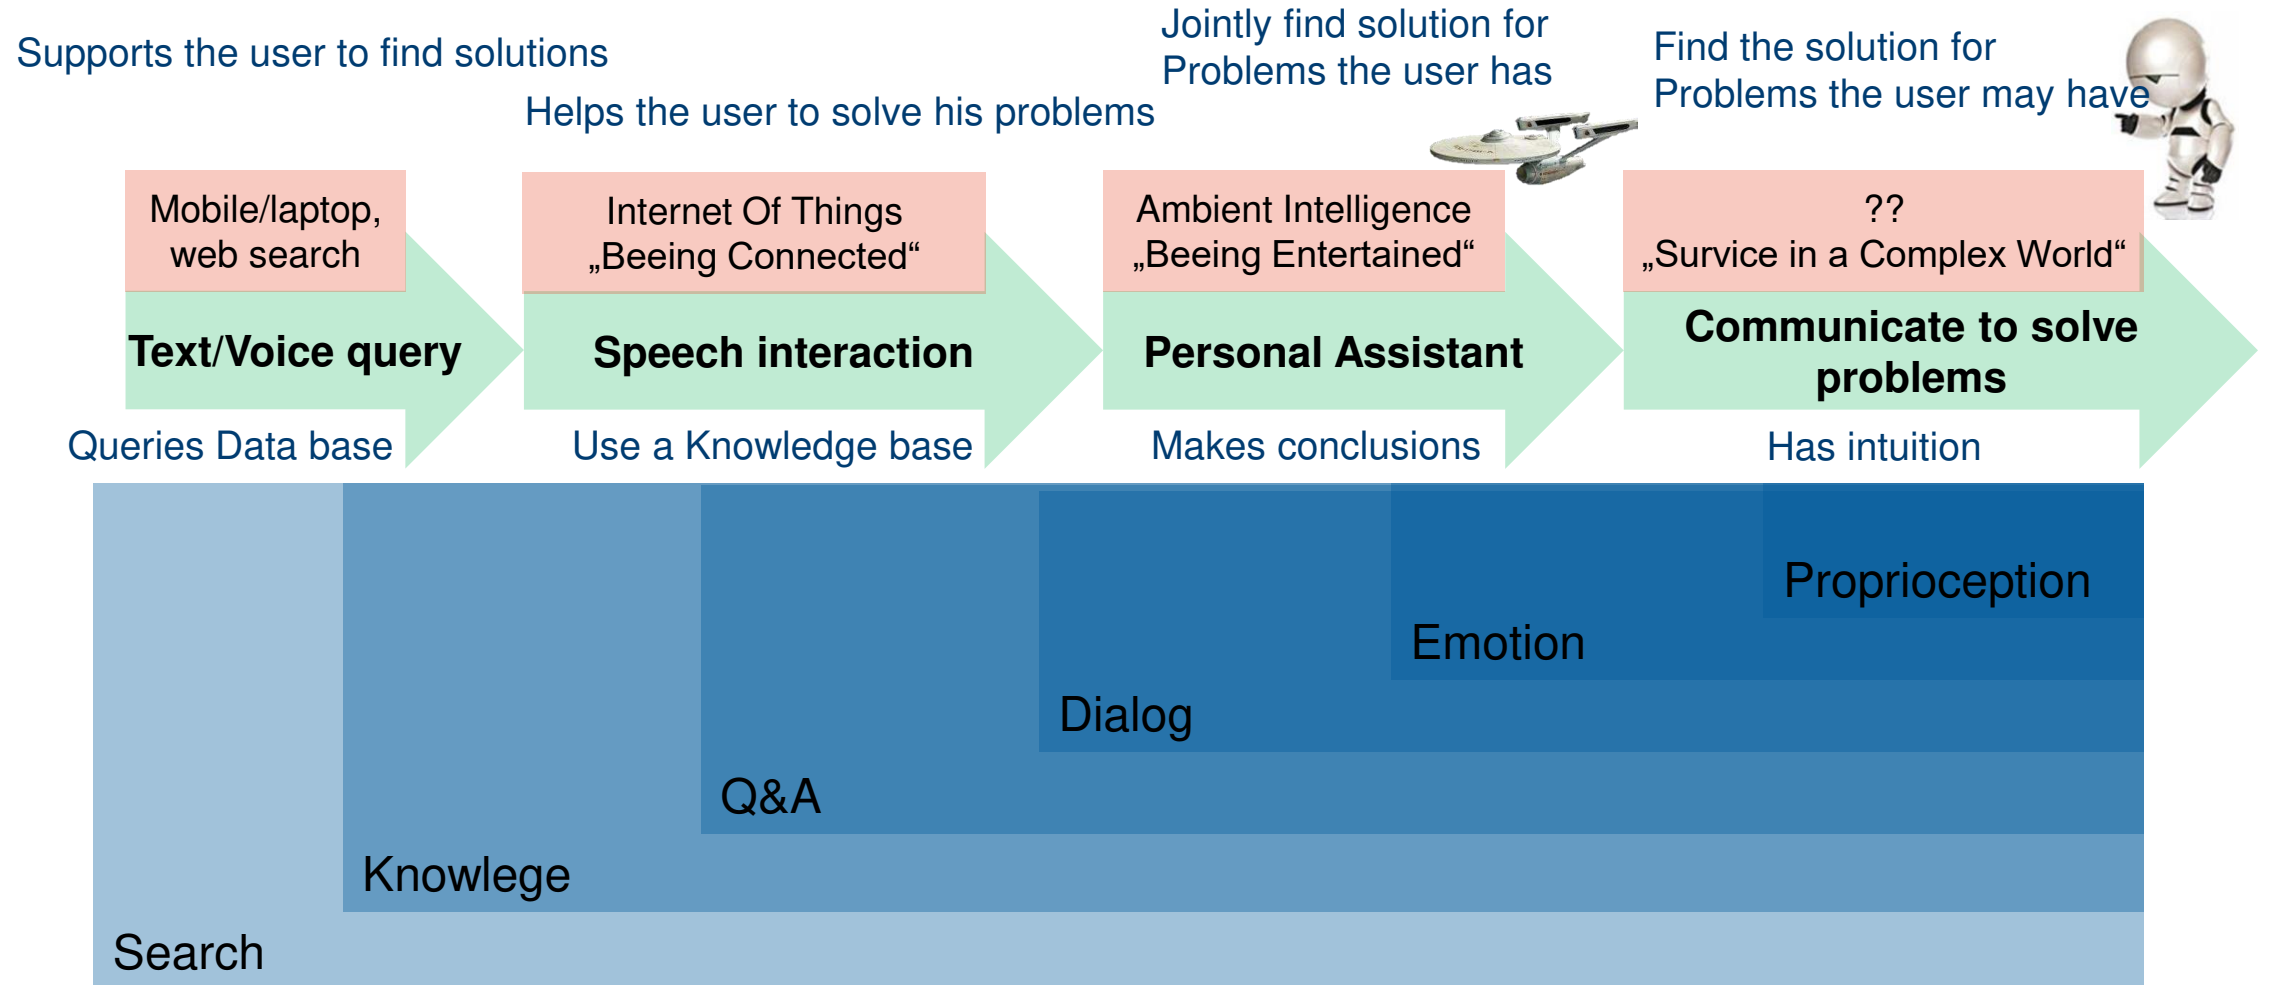 Supports the user to find solutions
Helps the user to solve his problems
Jointly find solution for
Problems the user has
Find the solution for
Problems the user may have
Mobile/laptop,
web search
Internet Of Things
„Beeing Connected“
Ambient Intelligence
„Beeing Entertained“
??
„Survice in a Complex World“
Text/Voice query
Speech interaction
Personal Assistant
Communicate to solve
problems
Queries Data base
Use a Knowledge base
Makes conclusions
Has intuition
Proprioception
Emotion
Dialog
Q&A
Knowlege
Search